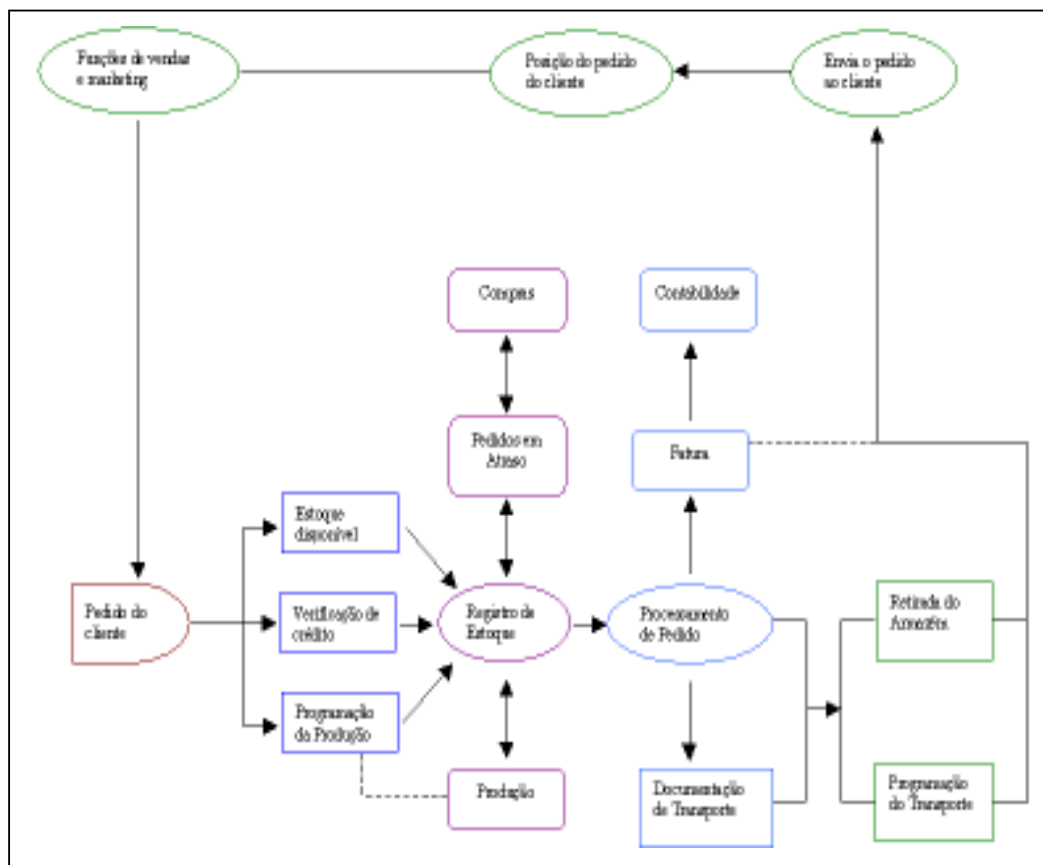 Funções de vendas
e marketing
Posição do pedido
do cliente
Envia o pedido
ao cliente
Compras
Contabilidade
Pedidos em
Atraso
Fatura
Estoque
disponível
Pedido do
cliente
Verificação de
crédito
Registro de
Estoque
Processamento
de Pedido
Retirada do
Armazém
Programação
da Produção
Produção
Documentação
de Transporte
Programação
do Transporte